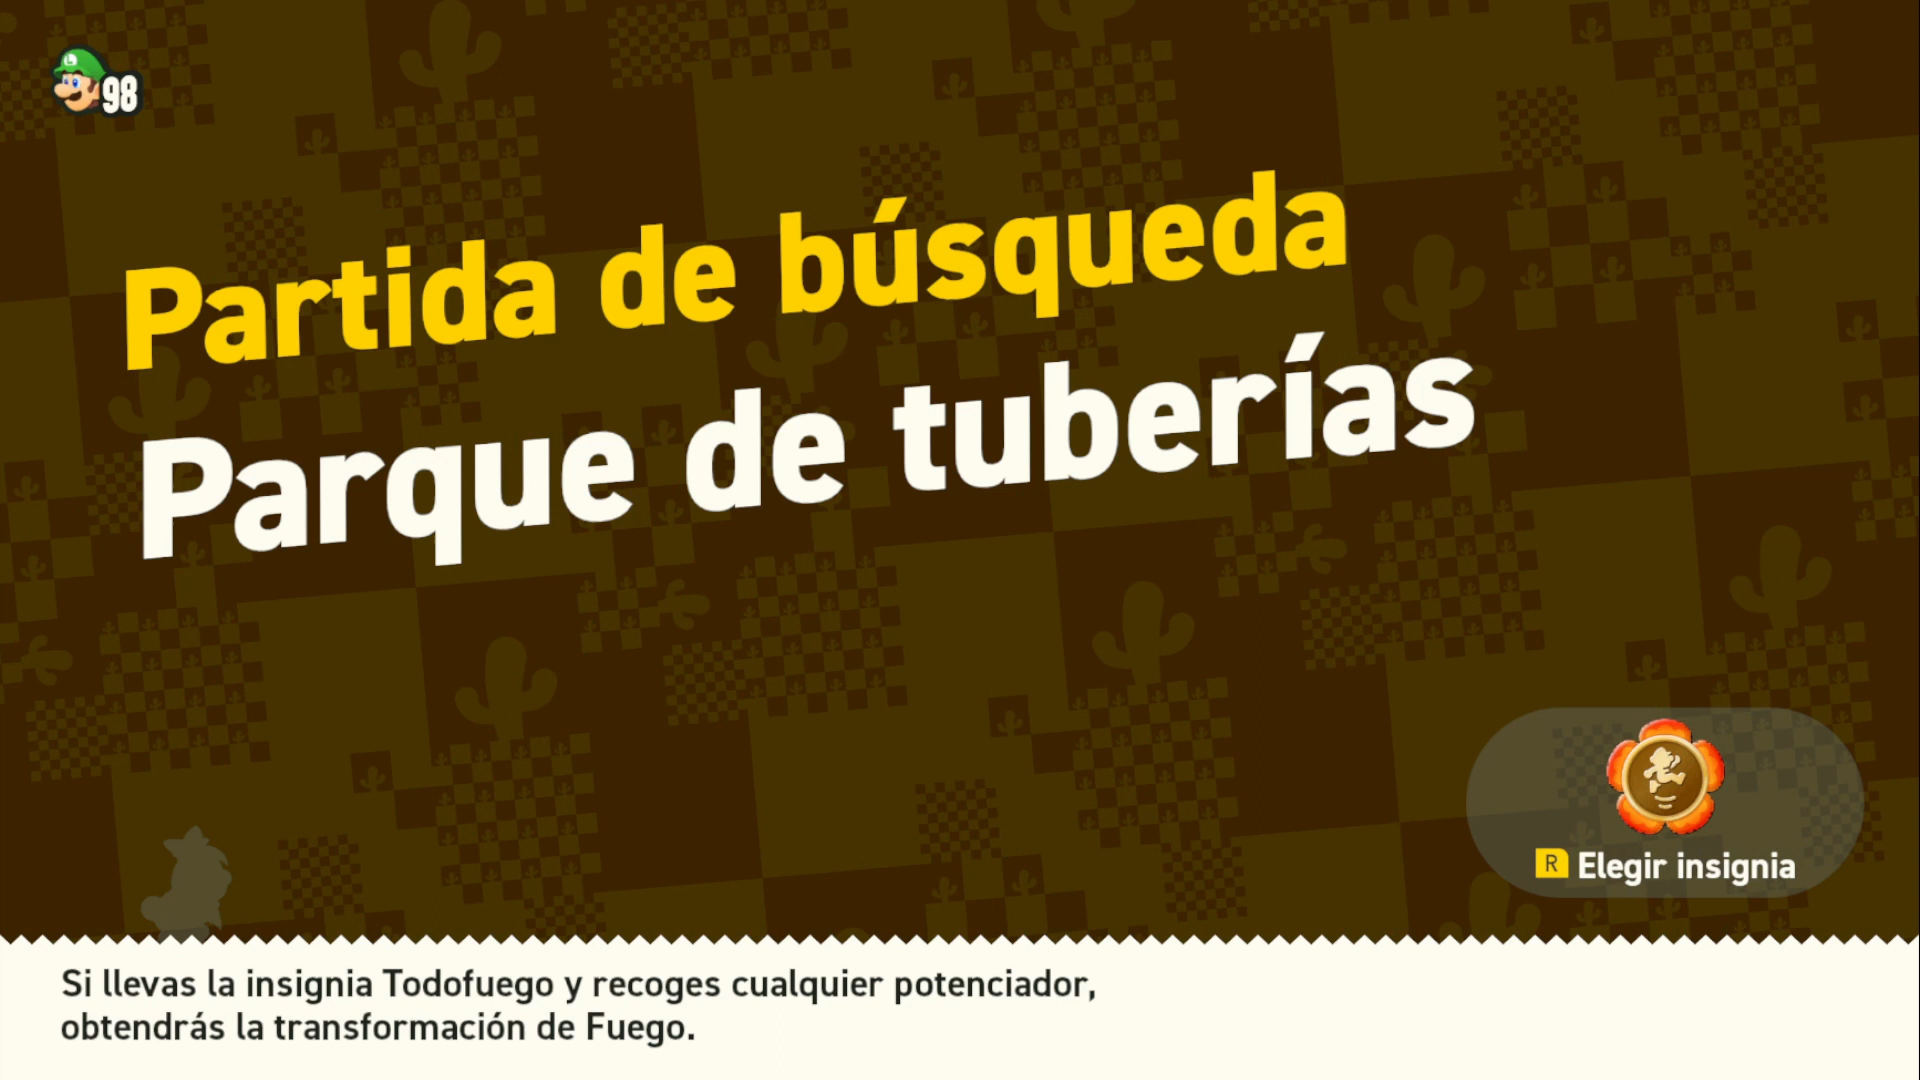 98
Partida de búsqueda
Parque de tuberías
R Elegir insignia
Si llevas la insignia Todofuego y recoges cualquier potenciador,
obtendrás la transformación de Fuego.